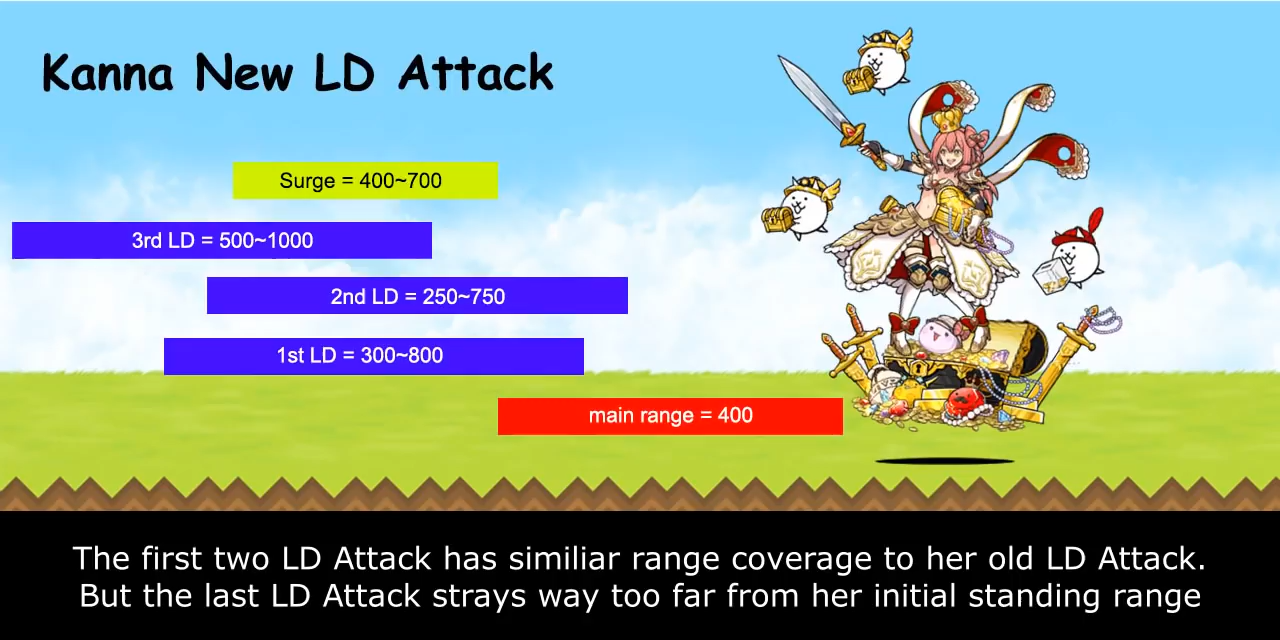 Kanna New LD Attack
Surge = 400~700
3rd LD = 500~1000
2nd LD = 250~750
1st LD = 300~800
main range = 400
The first two LD Attack has similiar range coverage to her old LD Attack.
But the last LD Attack strays way too far from her initial standing range